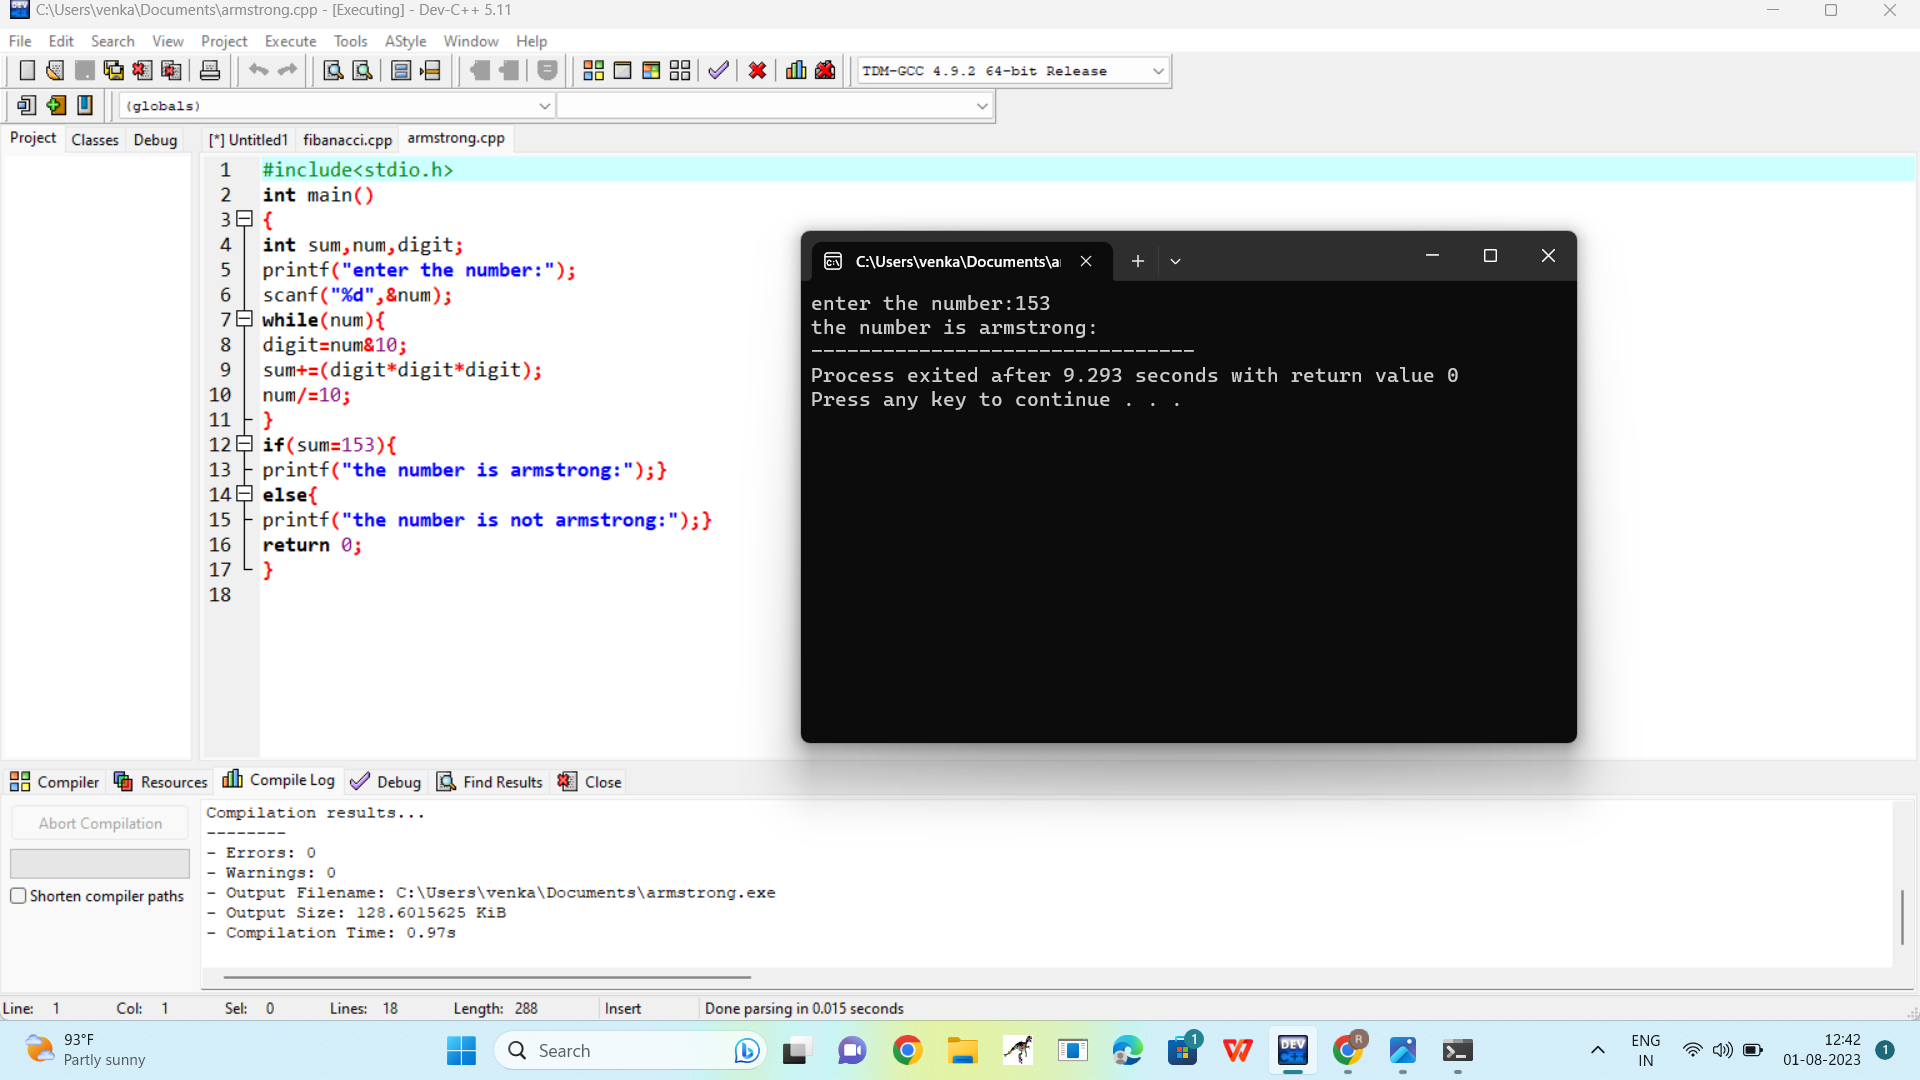 C:\Users\venka\Documents\armstrong.cpp - [Executing] - Dev-C++ 5.11
File Edit Search View Project Execute Tools AStyle Window Help
TDM-GCC 4.9.2 64-bit Release
(globals)
Project Classes Debug [*] Untitled1 fibanacci.cpp armstrong.cpp
1 #include<stdio.h>
2 int main()
3 {
4 int sum,num,digit;
5 printf("enter the number:");
6 scanf("%d",&num);
7 while(num){
8 digit=num&10;
9 sum+=(digit*digit*digit);
10 num/=10;
11 }
12 if(sum=153){
13 printf("the number is armstrong:");}
14 else{
15 printf("the number is not armstrong:");}
16 return 0;
17 }
18
C:\Users\venka\Documents\a
enter the number:153
the number is armstrong:
--------------------------------
Process exited after 9.293 seconds with return value 0
Press any key to continue . . .
Compiler Resources Compile Log Debug Find Results Close
Abort Compilation
Shorten compiler paths
Compilation results...
--------
- Errors: 0
- Warnings: 0
- Output Filename: C:\Users\venka\Documents\armstrong.exe
- Output Size: 128.6015625 KiB
- Compilation Time: 0.97s
Line: 1 Col: 1 Sel: 0 Lines: 18 Length: 288 Insert Done parsing in 0.015 seconds
93°F
Partly sunny
Search
1
DEV
C++
R
ENG
IN
12:42
01-08-2023
1